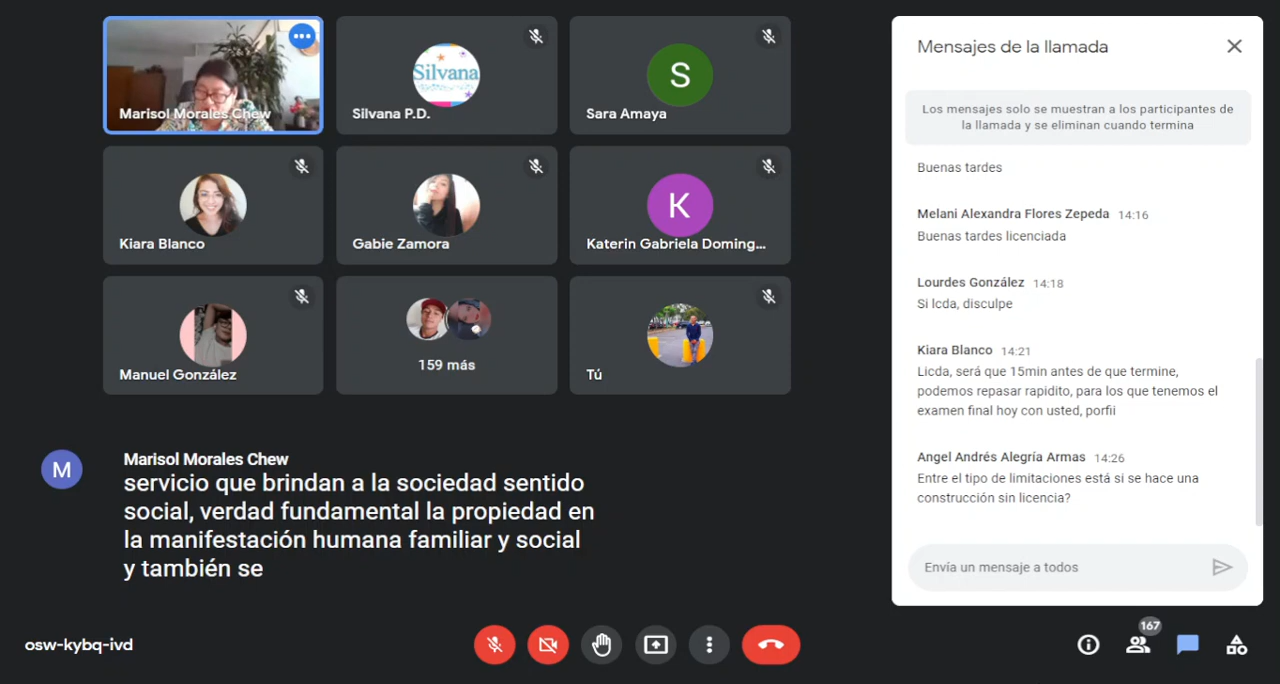 Marisol Morales Chew
Silvana
Silvana P.D.
S
Sara Amaya
Kiara Blanco
Gabie Zamora
K
Katerin Gabriela Doming...
Manuel González
159 más
Tú
M
Marisol Morales Chew
servicio que brindan a la sociedad sentido
social, verdad fundamental la propiedad en
la manifestación humana familiar y social
y también se
Mensajes de la llamada
Los mensajes solo se muestran a los participantes de
la llamada y se eliminan cuando termina
Buenas tardes
Melani Alexandra Flores Zepeda 14:16
Buenas tardes licenciada
Lourdes González 14:18
Si lcda, disculpe
Kiara Blanco 14:21
Licda, será que 15min antes de que termine,
podemos repasar rapidito, para los que tenemos el
examen final hoy con usted, porfii
Angel Andrés Alegría Armas 14:26
Entre el tipo de limitaciones está si se hace una
construcción sin licencia?
Envía un mensaje a todos
osw-kybq-ivd
167